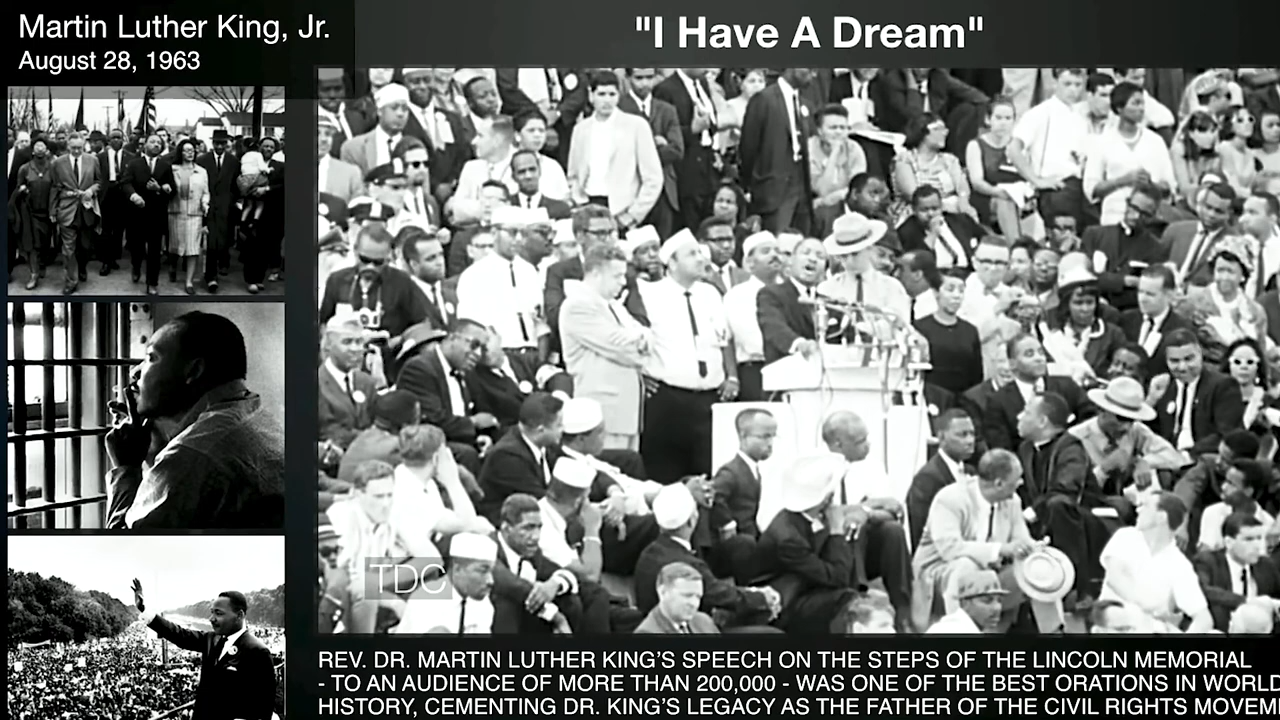 Martin Luther King, Jr.
August 28, 1963
"I Have A Dream"
TDC
REV. DR. MARTIN LUTHER KING'S SPEECH ON THE STEPS OF THE LINCOLN MEMORIAL
- TO AN AUDIENCE OF MORE THAN 200,000 - WAS ONE OF THE BEST ORATIONS IN WORLD
HISTORY, CEMENTING DR. KING'S LEGACY AS THE FATHER OF THE CIVIL RIGHTS MOVEM